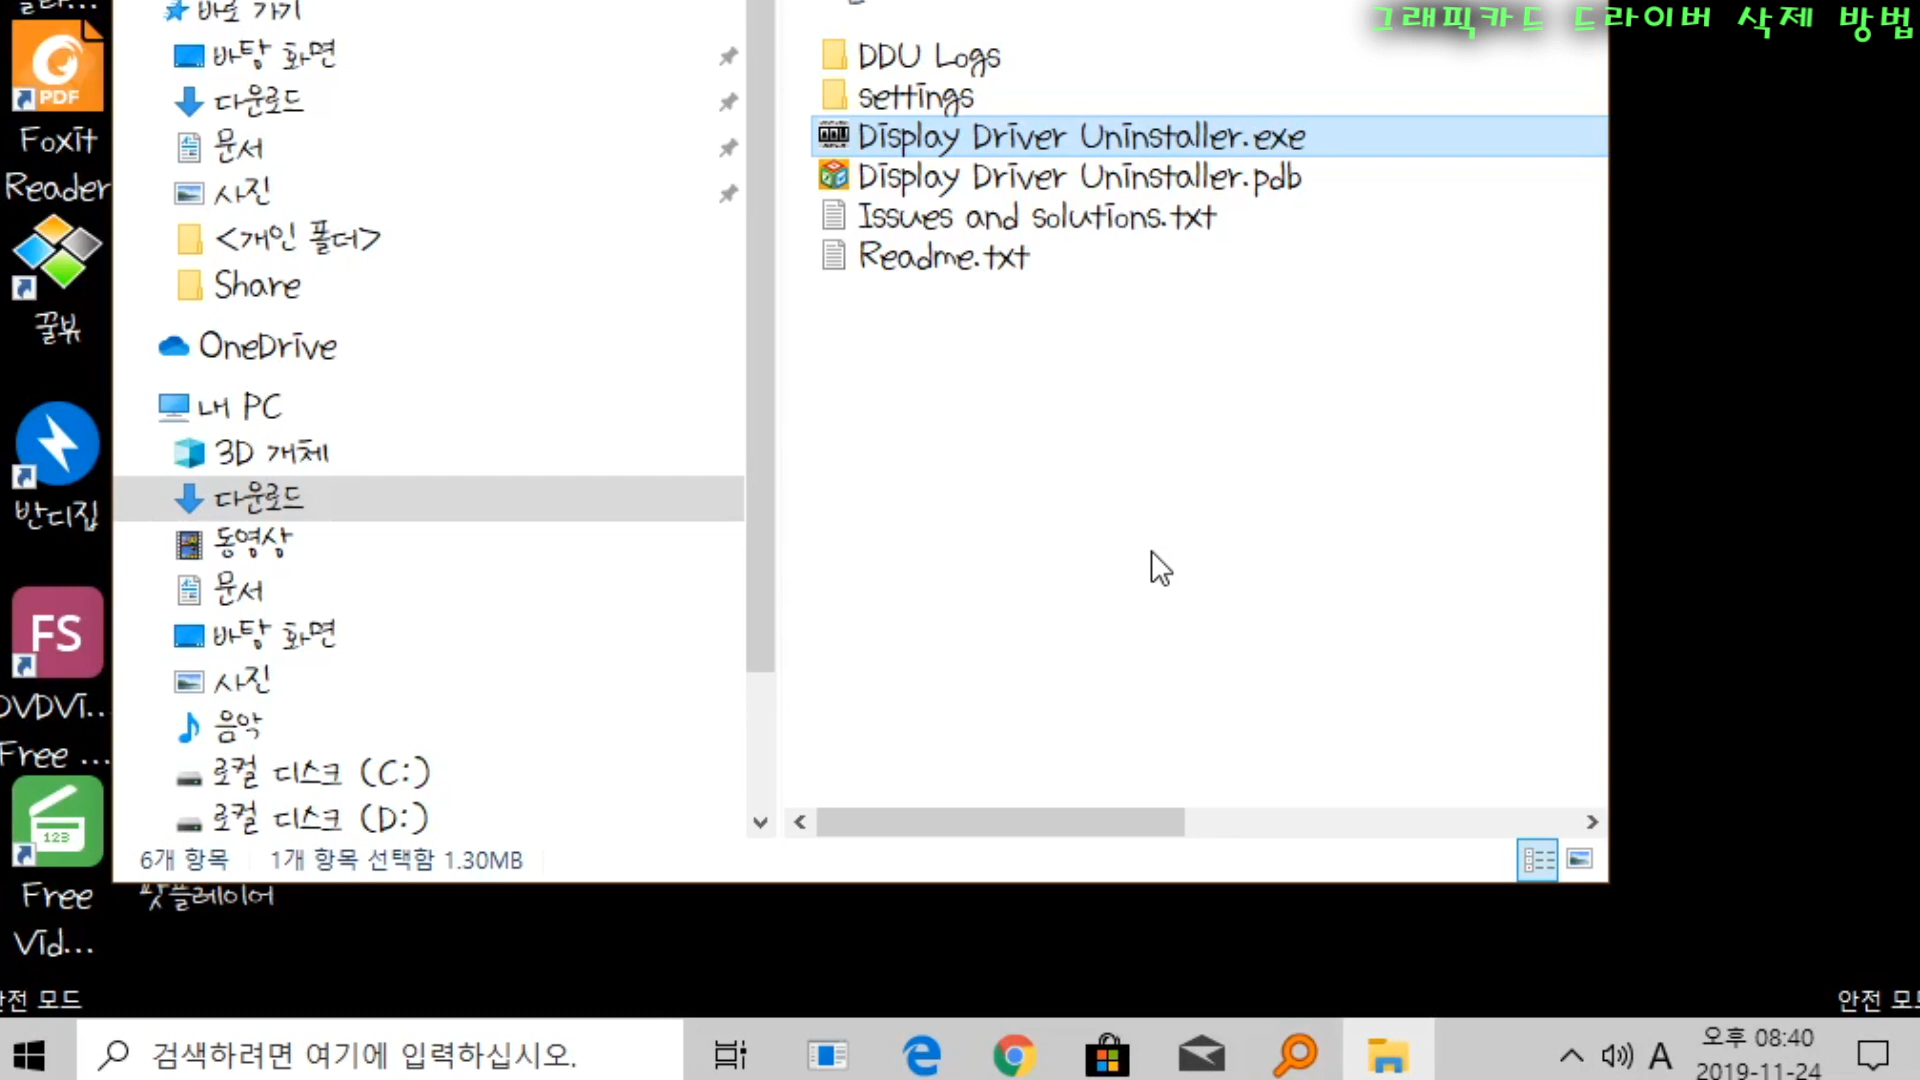 그래픽카드 드라이버 삭제 방법
바로 가기
바탕 화면
다운로드
문서
사진
<개인 폴더>
Share
OneDrive
내 PC
3D 개체
다운로드
동영상
문서
바탕 화면
사진
음악
로컬 디스크 (C:)
로컬 디스크 (D:)
6개 항목
1개 항목 선택함 1.30MB
DDU Logs
settings
Display Driver Uninstaller.exe
Display Driver Uninstaller.pdb
Issues and solutions.txt
Readme.txt
PDF
Foxit
Reader
꿀뷰
반디집
FS
DVDVi...
Free ...
123
Free
Vid...
팟플레이어
안전 모드
안전 모드
검색하려면 여기에 입력하십시오.
A
오후 08:40
2019-11-24